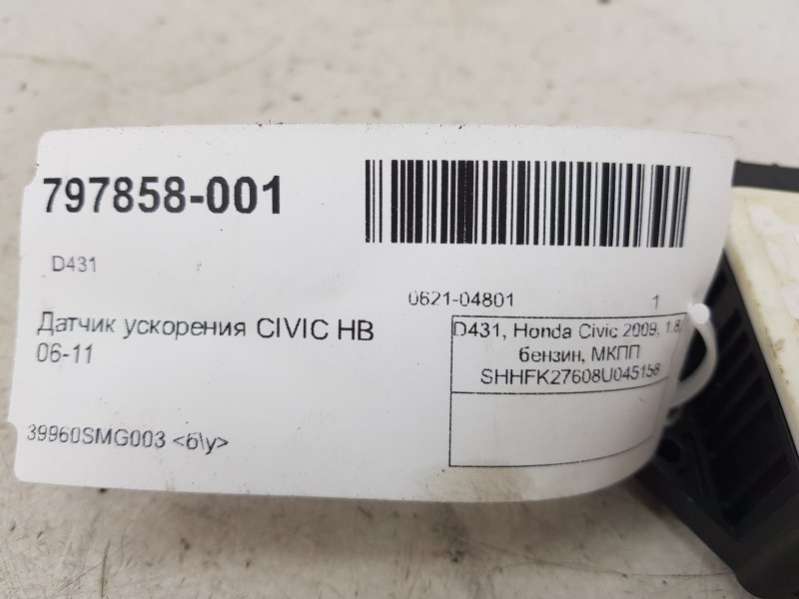 797858-001
D431
Датчик ускорения CIVIC HB
06-11
39960SMG003 <б\у>
0621-04801 1
D431, Honda Civic 2009, 1.8,
бензин, МКПП
SHHFK27608U045158